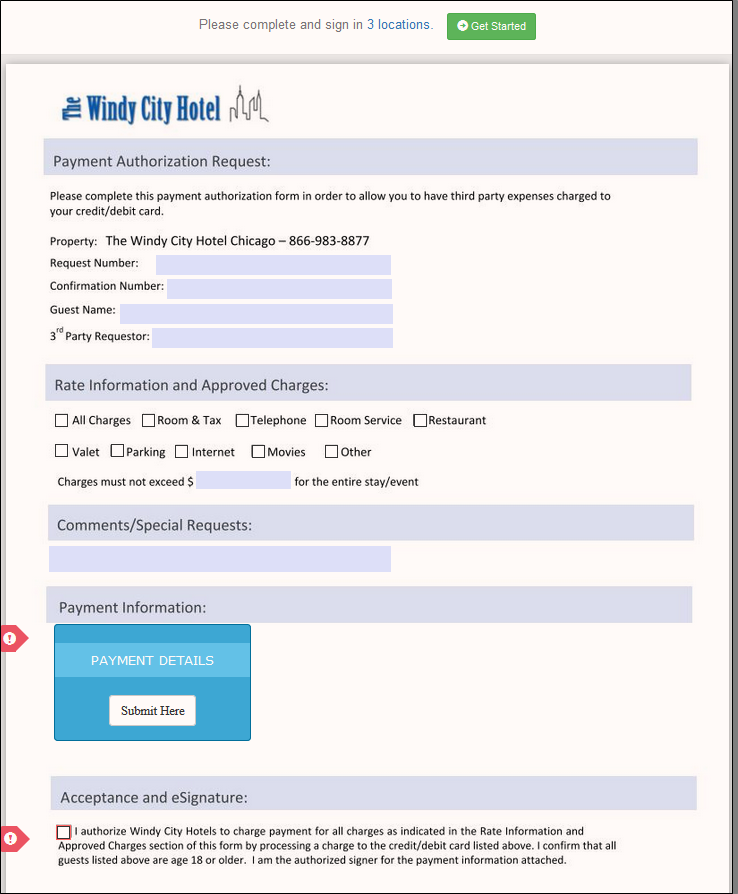 Please complete and sign in 3 locations. Get Started
The Windy City Hotel
Payment Authorization Request:
Please complete this payment authorization form in order to allow you to have third party expenses charged to
your credit/debit card.
Property: The Windy City Hotel Chicago – 866-983-8877
Request Number:
Confirmation Number:
Guest Name:
3rd Party Requestor:
Rate Information and Approved Charges:
All Charges Room & Tax Telephone Room Service Restaurant
Valet Parking Internet Movies Other
Charges must not exceed $ for the entire stay/event
Comments/Special Requests:
Payment Information:
PAYMENT DETAILS
Submit Here
Acceptance and eSignature:
I authorize Windy City Hotels to charge payment for all charges as indicated in the Rate Information and
Approved Charges section of this form by processing a charge to the credit/debit card listed above. I confirm that all
guests listed above are age 18 or older. I am the authorized signer for the payment information attached.